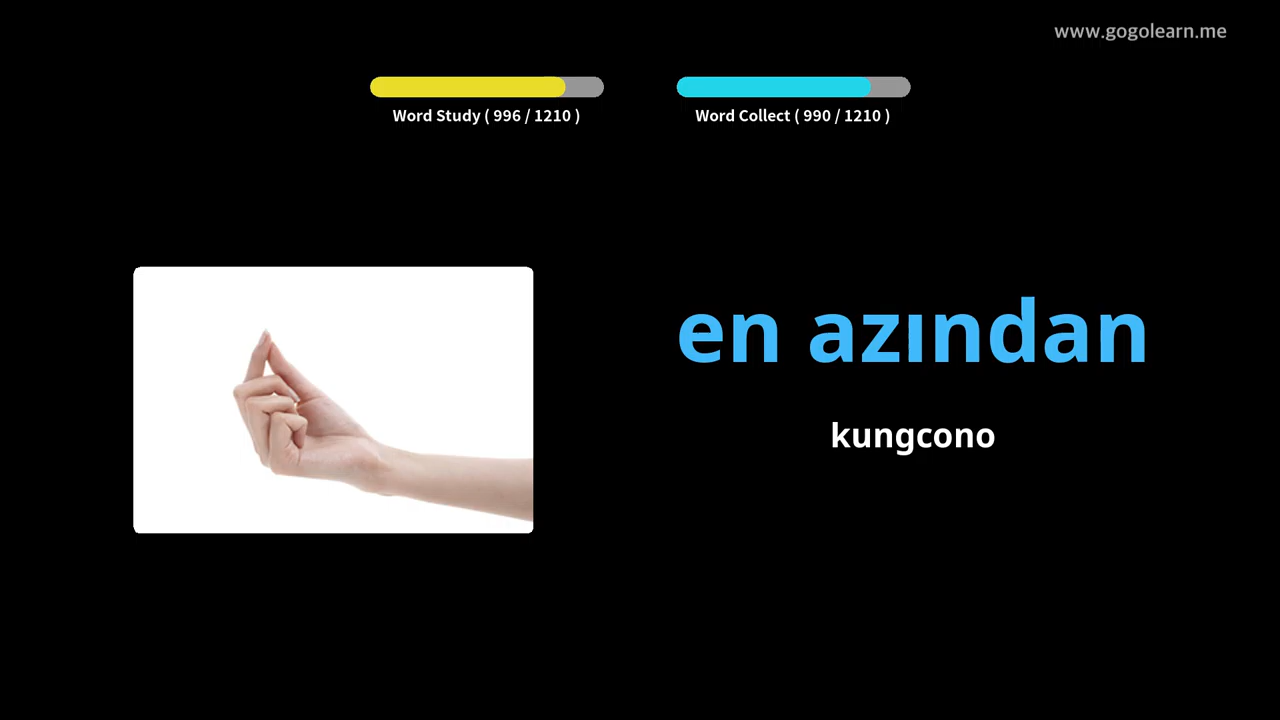 www.gogolearn.me
Word Study ( 996 / 1210 )
Word Collect ( 990 / 1210 )
en azından
kungcono